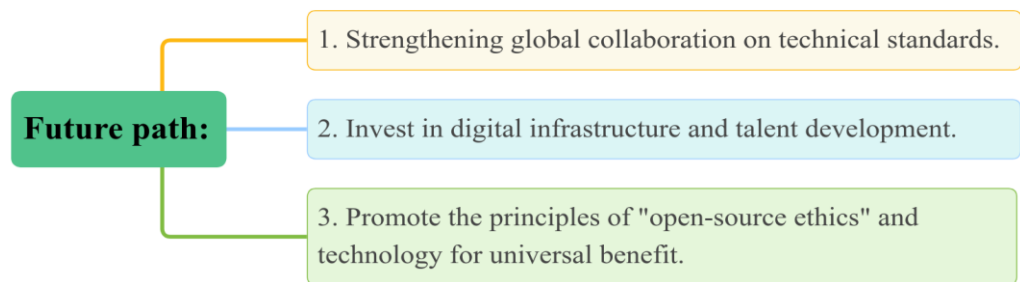 Future path:
1. Strengthening global collaboration on technical standards.
2. Invest in digital infrastructure and talent development.
3. Promote the principles of "open-source ethics" and
technology for universal benefit.